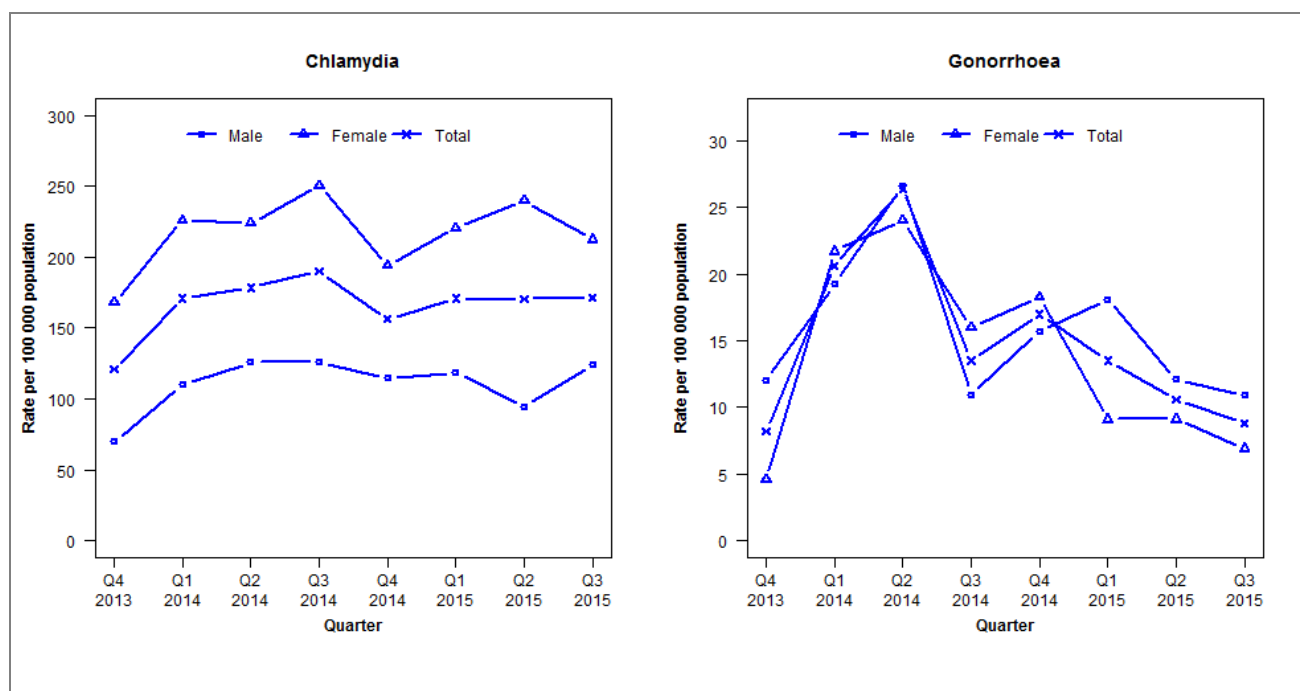 Chlamydia
Rate per 100 000 population
300
250
200
150
100
50
0
Male Female Total
Q4 Q1 Q2 Q3 Q4 Q1 Q2 Q3
2013 2014 2014 2014 2014 2015 2015 2015
Quarter
Gonorrhoea
Rate per 100 000 population
30
25
20
15
10
5
0
Male Female Total
Q4 Q1 Q2 Q3 Q4 Q1 Q2 Q3
2013 2014 2014 2014 2014 2015 2015 2015
Quarter